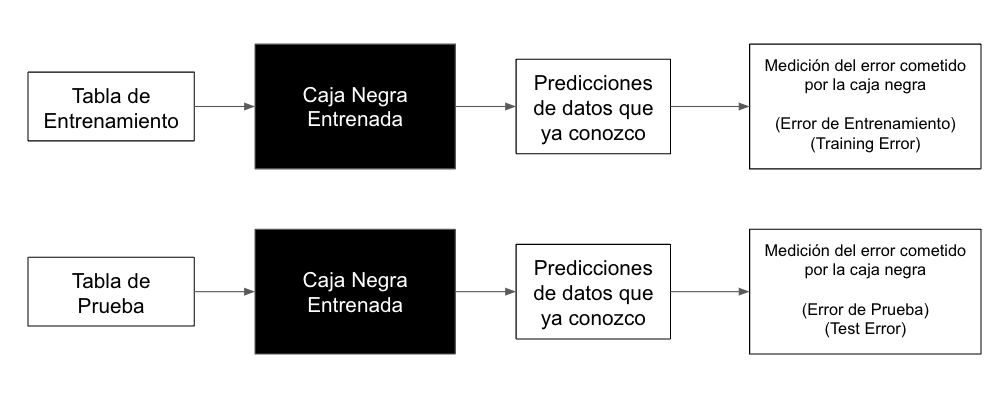 Tabla de
Entrenamiento
Caja Negra
Entrenada
Predicciones
de datos que
ya conozco
Medición del error cometido
por la caja negra
(Error de Entrenamiento)
(Training Error)
Tabla de
Prueba
Caja Negra
Entrenada
Predicciones
de datos que
ya conozco
Medición del error cometido
por la caja negra
(Error de Prueba)
(Test Error)